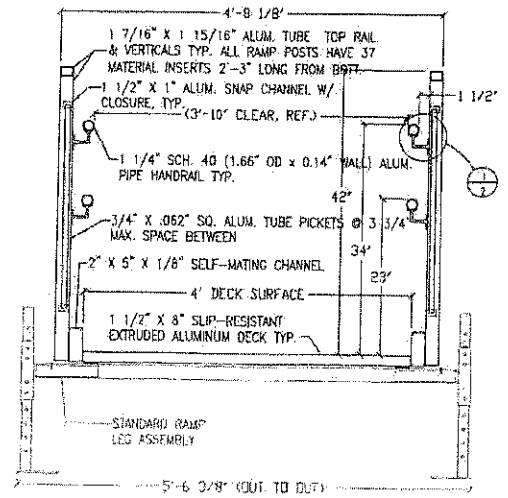 4'-8 1/8'
1 7/16" X 1 15/16" ALUM. TUBE TOP RAIL
& VERTICALS TYP. ALL RAMP POSTS HAVE 37
MATERIAL INSERTS 2'-3" LONG FROM BOTT.
1 1/2" X 1" ALUM. SNAP CHANNEL W/
CLOSURE, TYP.
1 1/2'
(3'-10" CLEAR, REF.)
1 1/4" SCH. 40 (1.66" OD x 0.14" WALL) ALUM.
PIPE HANDRAIL TYP.
1
2
42"
34'
23'
3/4" X .062" SQ. ALUM. TUBE PICKETS @ 3 3/4"
MAX. SPACE BETWEEN
2" X 5" X 1/8" SELF-MATING CHANNEL
4' DECK SURFACE
1 1/2" X 8" SLIP-RESISTANT
EXTRUDED ALUMINUM DECK TYP.
STANDARD RAMP
LEG ASSEMBLY
5'-6 3/8" (OUT TO OUT)